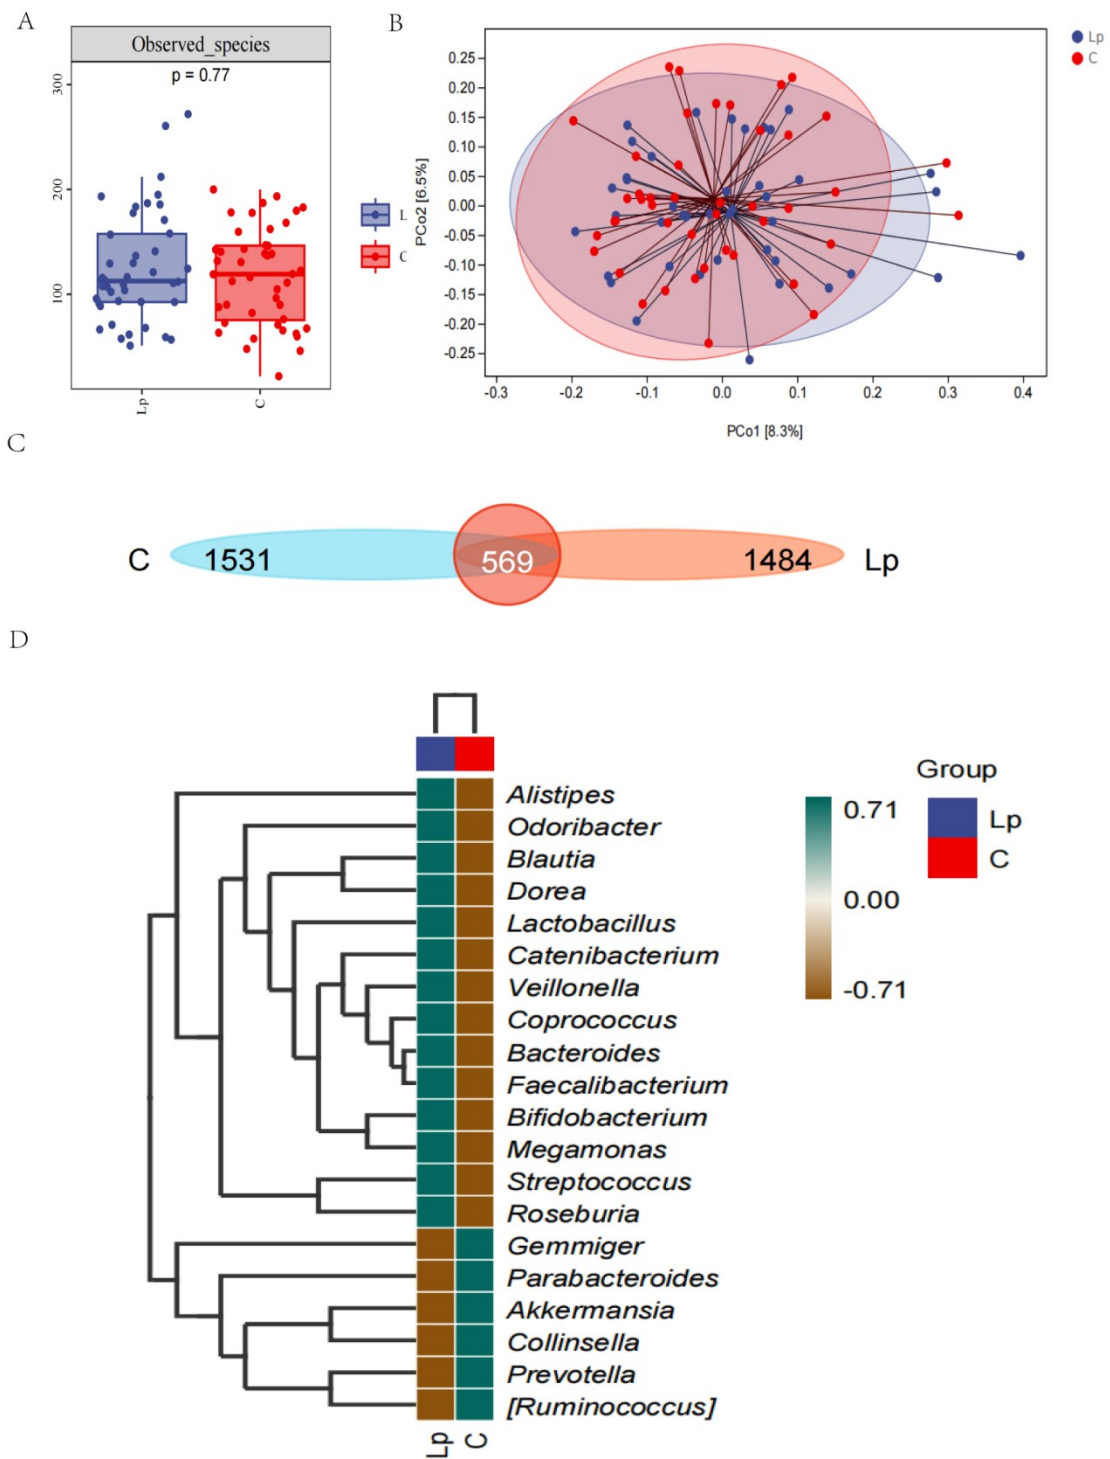 A
Observed_species
p = 0.77
300
200
100
Lp
C
L
C
B
Lp
C
PCo2 [6.5%]
0.25
0.20
0.15
0.10
0.05
0.00
-0.05
-0.10
-0.15
-0.20
-0.25
-0.3
-0.2
-0.1
0.0
0.1
0.2
0.3
0.4
PCo1 [8.3%]
C
C
1531
569
1484
Lp
D
Alistipes
Odoribacter
Blautia
Dorea
Lactobacillus
Catenibacterium
Veillonella
Coprococcus
Bacteroides
Faecalibacterium
Bifidobacterium
Megamonas
Streptococcus
Roseburia
Gemmiger
Parabacteroides
Akkermansia
Collinsella
Prevotella
[Ruminococcus]
Lp
C
0.71
0.00
-0.71
Group
Lp
C